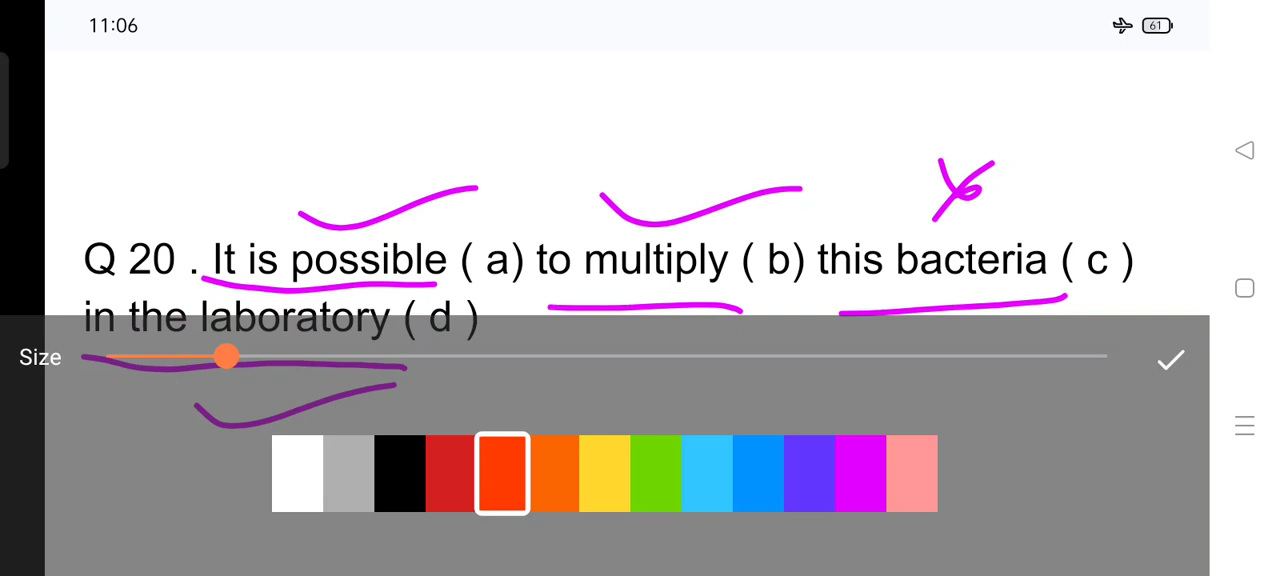 11:06
61
Q 20 . It is possible ( a) to multiply ( b) this bacteria ( c )
in the laboratory ( d )
Size